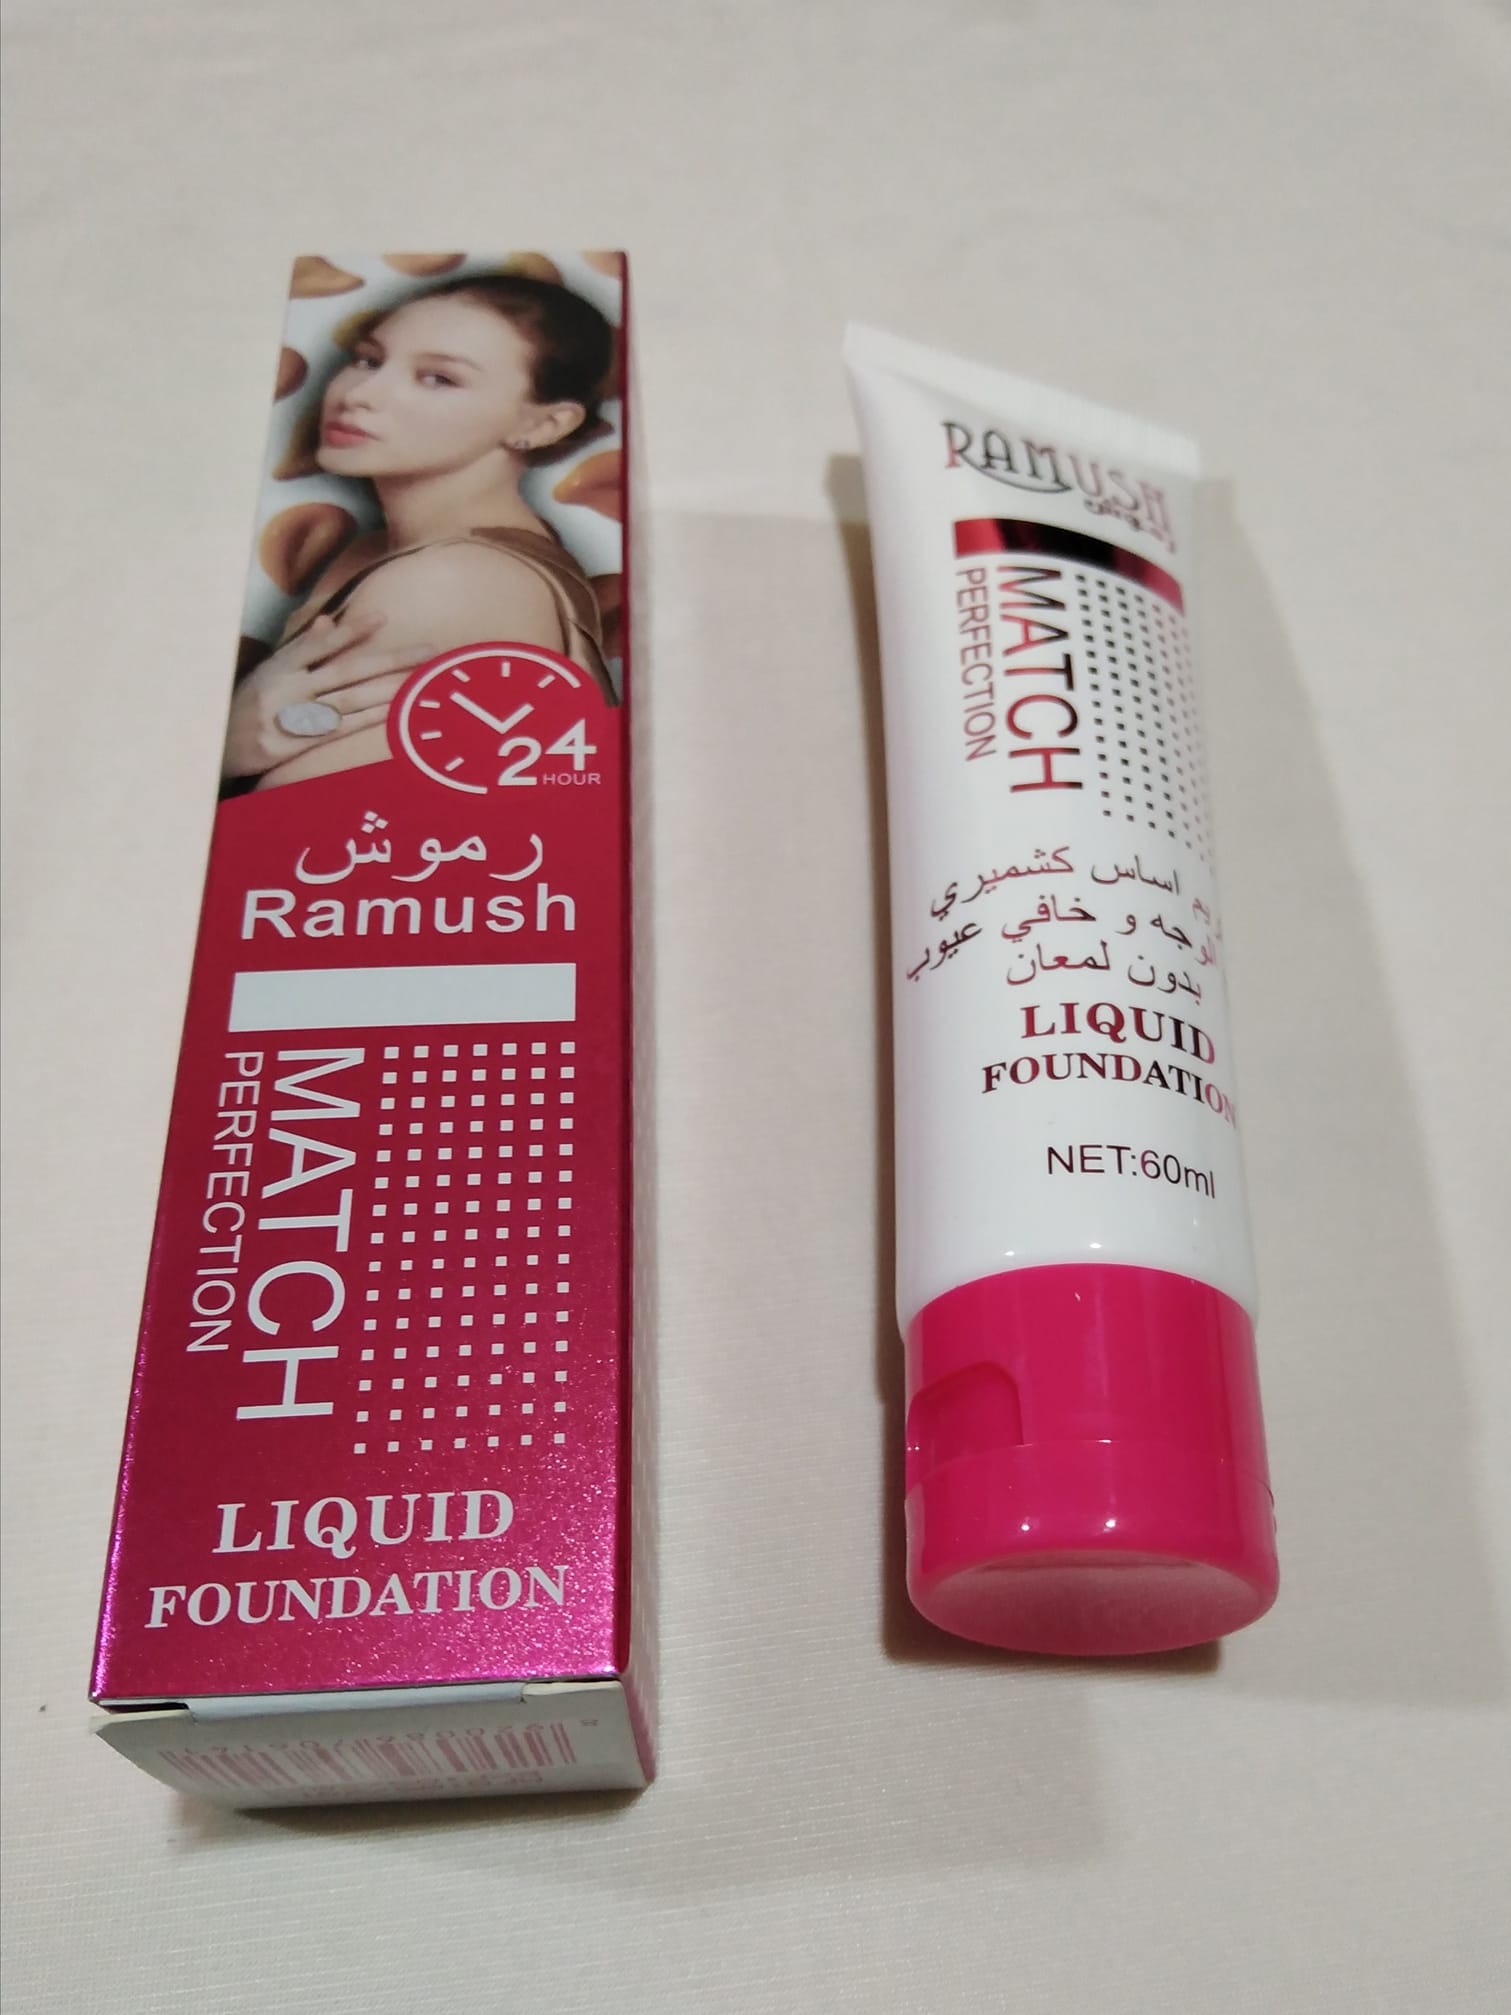 24
HOUR
رموش
Ramush
MATCH
PERFECTION
LIQUID
FOUNDATION
RAMUSH
رموش
MATCH
PERFECTION
اساس كشميري
الوجه و خافي عيوب
بدون لمعان
LIQUID
FOUNDATION
NET:60ml